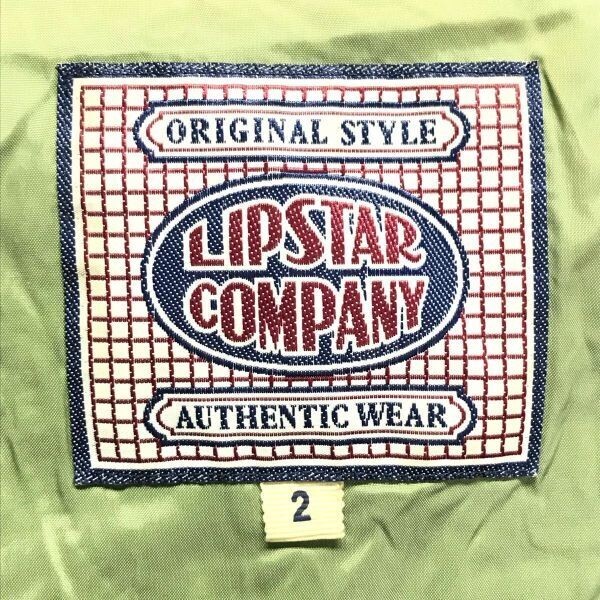 ORIGINAL STYLE
LIPSTAR
COMPANY
AUTHENTIC WEAR
2